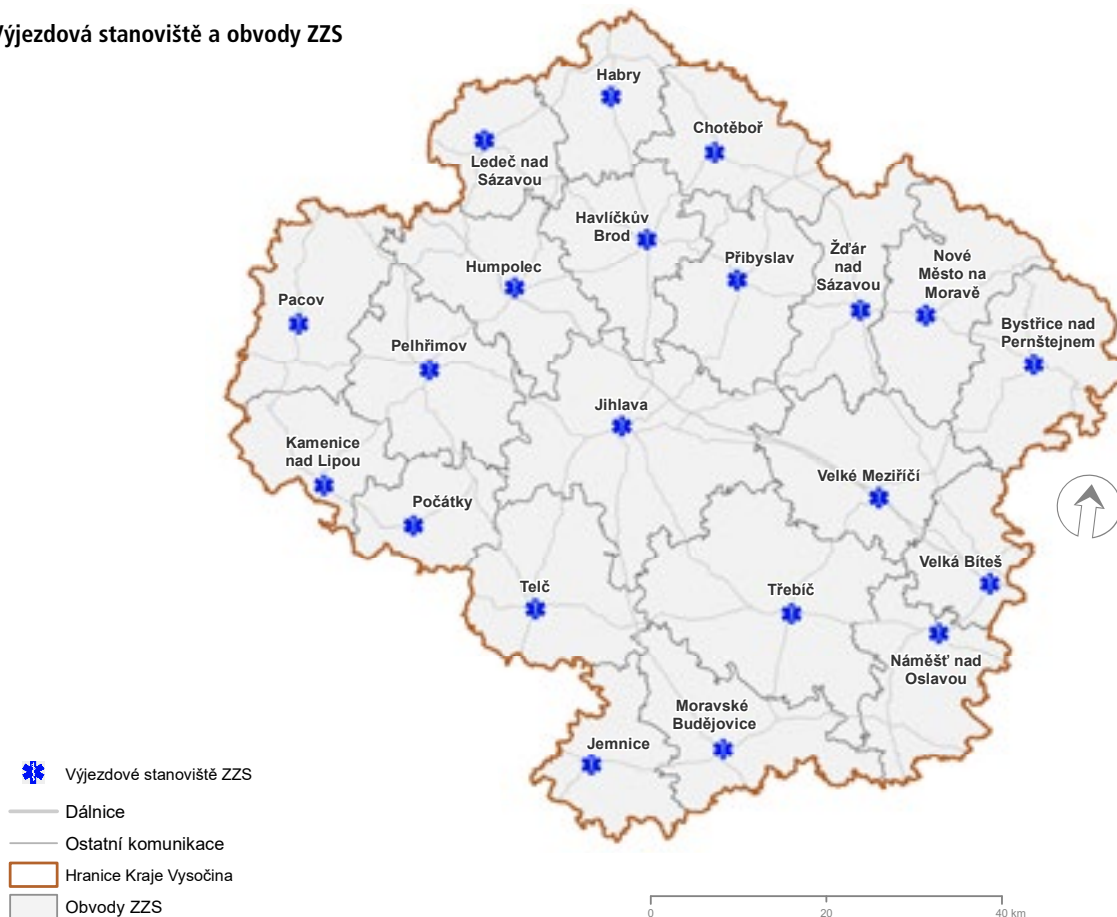 Výjezdová stanoviště a obvody ZZS
Habry
Chotěboř
Ledeč nad
Sázavou
Havlíčkův
Brod
Přibyslav
Žďár
nad
Sázavou
Nové
Město na
Moravě
Humpolec
Pacov
Bystřice nad
Pernštejnem
Pelhřimov
Jihlava
Kamenice
nad Lipou
Velké Meziříčí
Počátky
Velká Bíteš
Telč
Třebíč
Náměšť nad
Oslavou
Moravské
Budějovice
Jemnice
Výjezdové stanoviště ZZS
Dálnice
Ostatní komunikace
Hranice Kraje Vysočina
Obvody ZZS
0 20 40 km